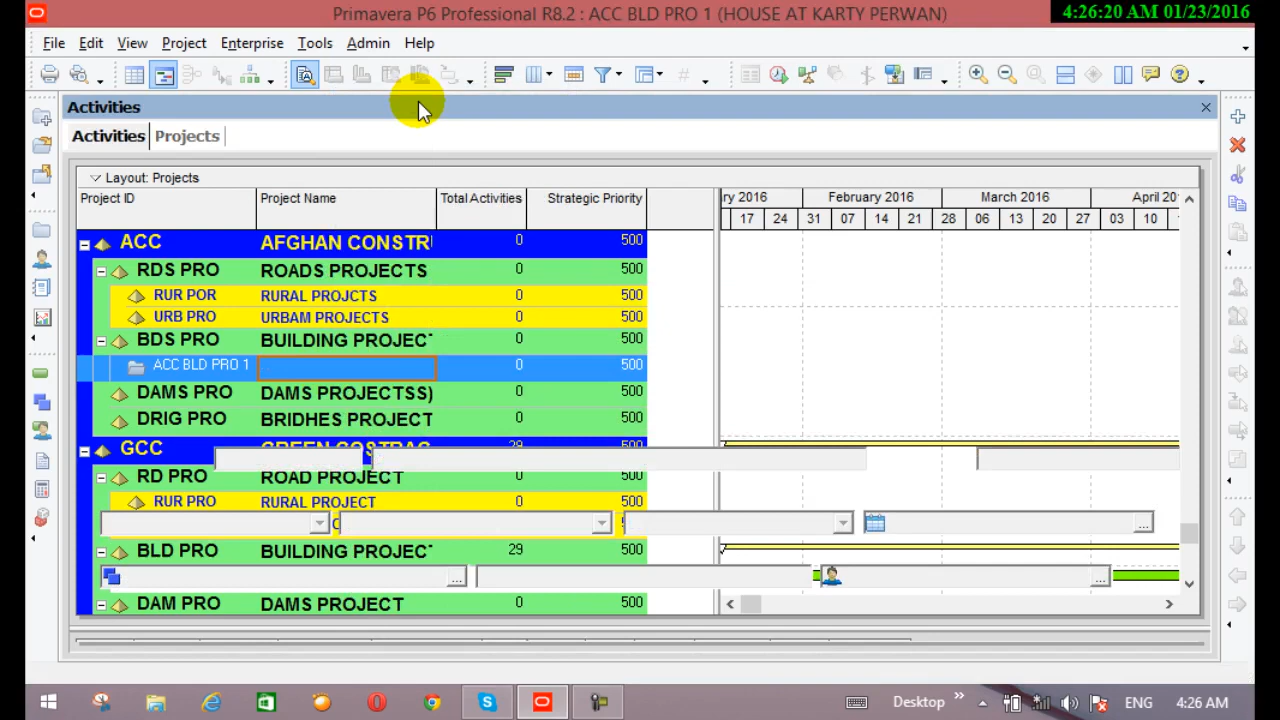 Primavera P6 Professional R8.2 : ACC BLD PRO 1 (HOUSE AT KARTY PERWAN)
4:26:20 AM 01/23/2016
File Edit View Project Enterprise Tools Admin Help
Activities
Activities Projects
Layout: Projects
Project ID Project Name Total Activities Strategic Priority
ry 2016 February 2016 March 2016 April 20
17 24 31 07 14 21 28 06 13 20 27 03 10
ACC AFGHAN CONSTR 0 500
RDS PRO ROADS PROJECTS 0 500
RUR POR RURAL PROJCTS 0 500
URB PRO URBAM PROJECTS 0 500
BDS PRO BUILDING PROJEC 0 500
ACC BLD PRO 1 0 500
DAMS PRO DAMS PROJECTSS) 0 500
DRIG PRO BRIDHES PROJECT 0 500
GCC GREEN COSTRAC 29 500
RD PRO ROAD PROJECT 0 500
RUR PRO RURAL PROJECT 0 500
BLD PRO BUILDING PROJEC 29 500
DAM PRO DAMS PROJECT 0 500
Desktop ENG 4:26 AM